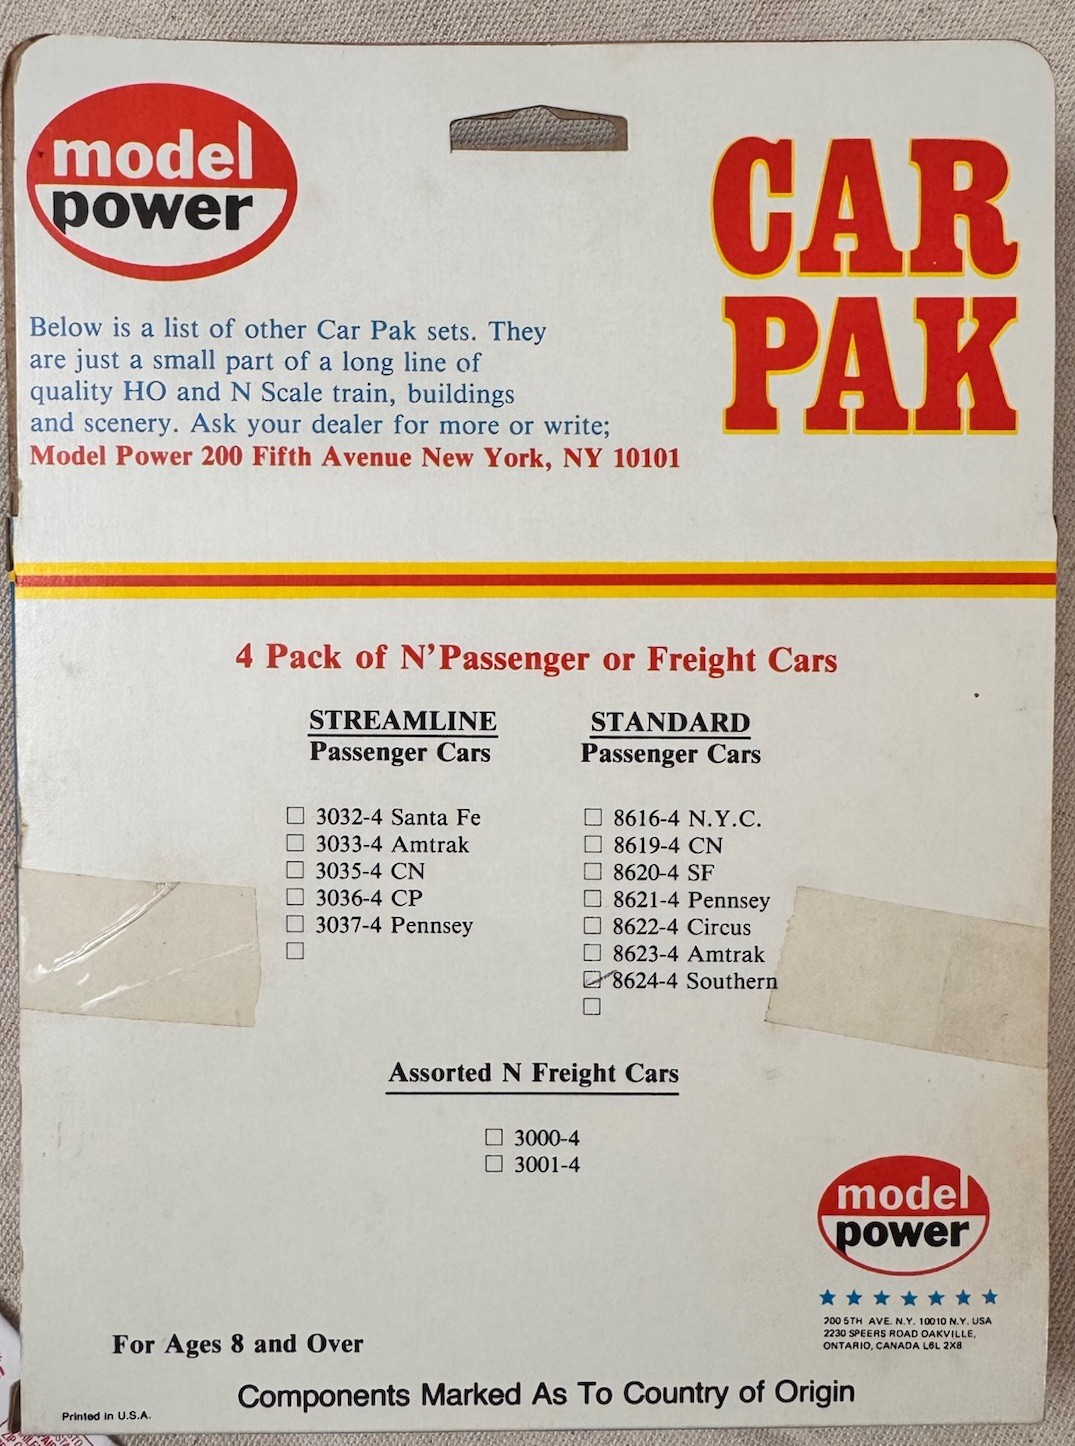 model
power
CAR
PAK
Below is a list of other Car Pak sets. They
are just a small part of a long line of
quality HO and N Scale train, buildings
and scenery. Ask your dealer for more or write;
Model Power 200 Fifth Avenue New York, NY 10101
4 Pack of N'Passenger or Freight Cars
STREAMLINE
Passenger Cars
3032-4 Santa Fe
3033-4 Amtrak
3035-4 CN
3036-4 CP
3037-4 Pennsey
STANDARD
Passenger Cars
8616-4 N.Y.C.
8619-4 CN
8620-4 SF
8621-4 Pennsey
8622-4 Circus
8623-4 Amtrak
8624-4 Southern
Assorted N Freight Cars
3000-4
3001-4
model
power
200 5TH AVE. N.Y. 10010 N.Y. USA
2230 SPEERS ROAD OAKVILLE,
ONTARIO, CANADA L6L 2X8
For Ages 8 and Over
Components Marked As To Country of Origin
Printed in U.S.A.